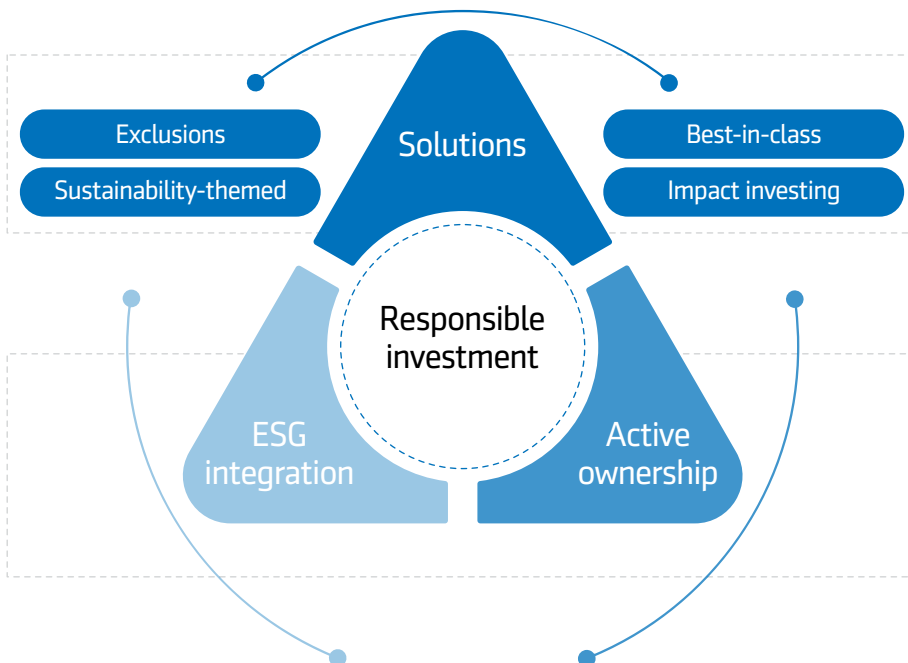 Solutions
Exclusions
Sustainability-themed
Best-in-class
Impact investing
Responsible
investment
ESG
integration
Active
ownership